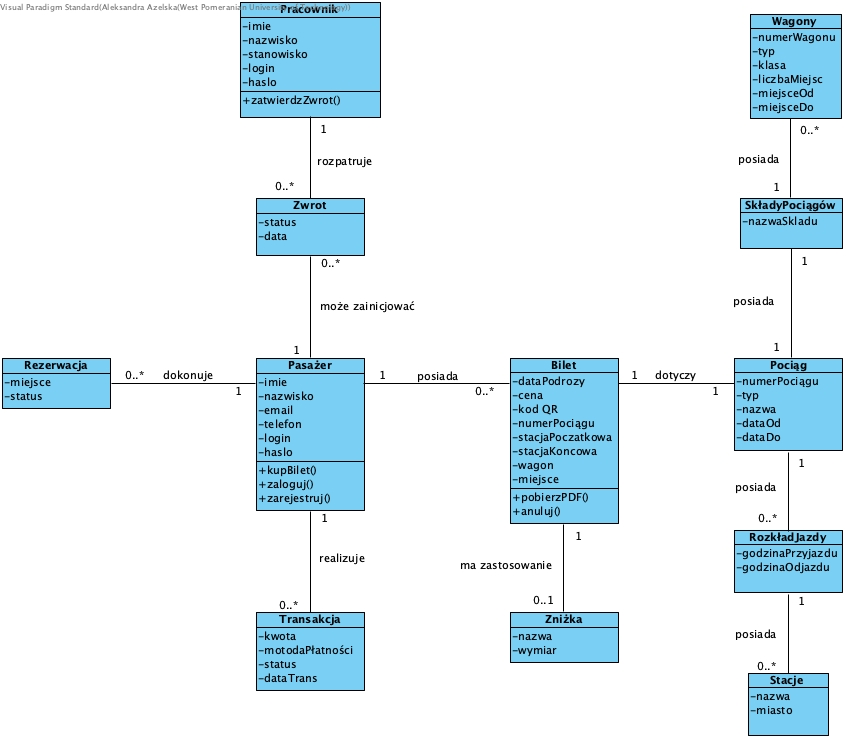 Visual Paradigm Standard(Aleksandra Azelska(West Pomeranian University of Technology))
Pracownik
-imie
-nazwisko
-stanowisko
-login
-haslo
+zatwierdzZwrot()
1
rozpatruje
0..*
Zwrot
-status
-data
0..*
może zainicjować
1
Wagony
-numerWagonu
-typ
-klasa
-liczbaMiejsc
-miejsceOd
-miejsceDo
0..*
posiada
1
SkładyPociągów
-nazwaSkladu
1
posiada
1
Rezerwacja
-miejsce
-status
0..*
dokonuje
1
Pasażer
-imie
-nazwisko
-email
-telefon
-login
-haslo
+kupBilet()
+zaloguj()
+zarejestruj()
1
posiada
0..*
Bilet
-dataPodrozy
-cena
-kod QR
-numerPociągu
-stacjaPoczatkowa
-stacjaKoncowa
-wagon
-miejsce
+pobierzPDF()
+anuluj()
1
dotyczy
1
Pociąg
-numerPociągu
-typ
-nazwa
-dataOd
-dataDo
1
posiada
0..*
RozkładJazdy
-godzinaPrzyjazdu
-godzinaOdjazdu
1
posiada
0..*
Stacje
-nazwa
-miasto
1
realizuje
0..*
Transakcja
-kwota
-motodaPłatności
-status
-dataTrans
1
ma zastosowanie
0..1
Zniżka
-nazwa
-wymiar